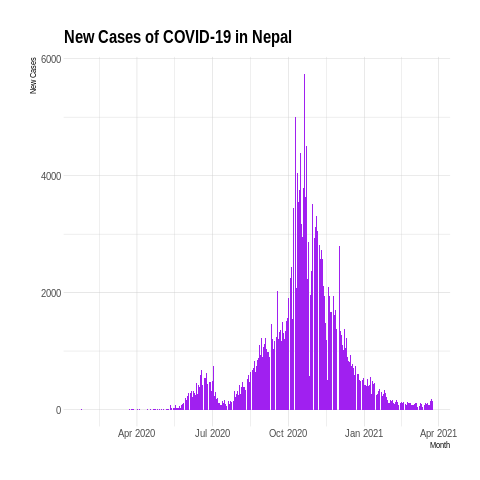 New Cases of COVID-19 in Nepal
New Cases
6000
4000
2000
0
Apr 2020
Jul 2020
Oct 2020
Jan 2021
Apr 2021
Month